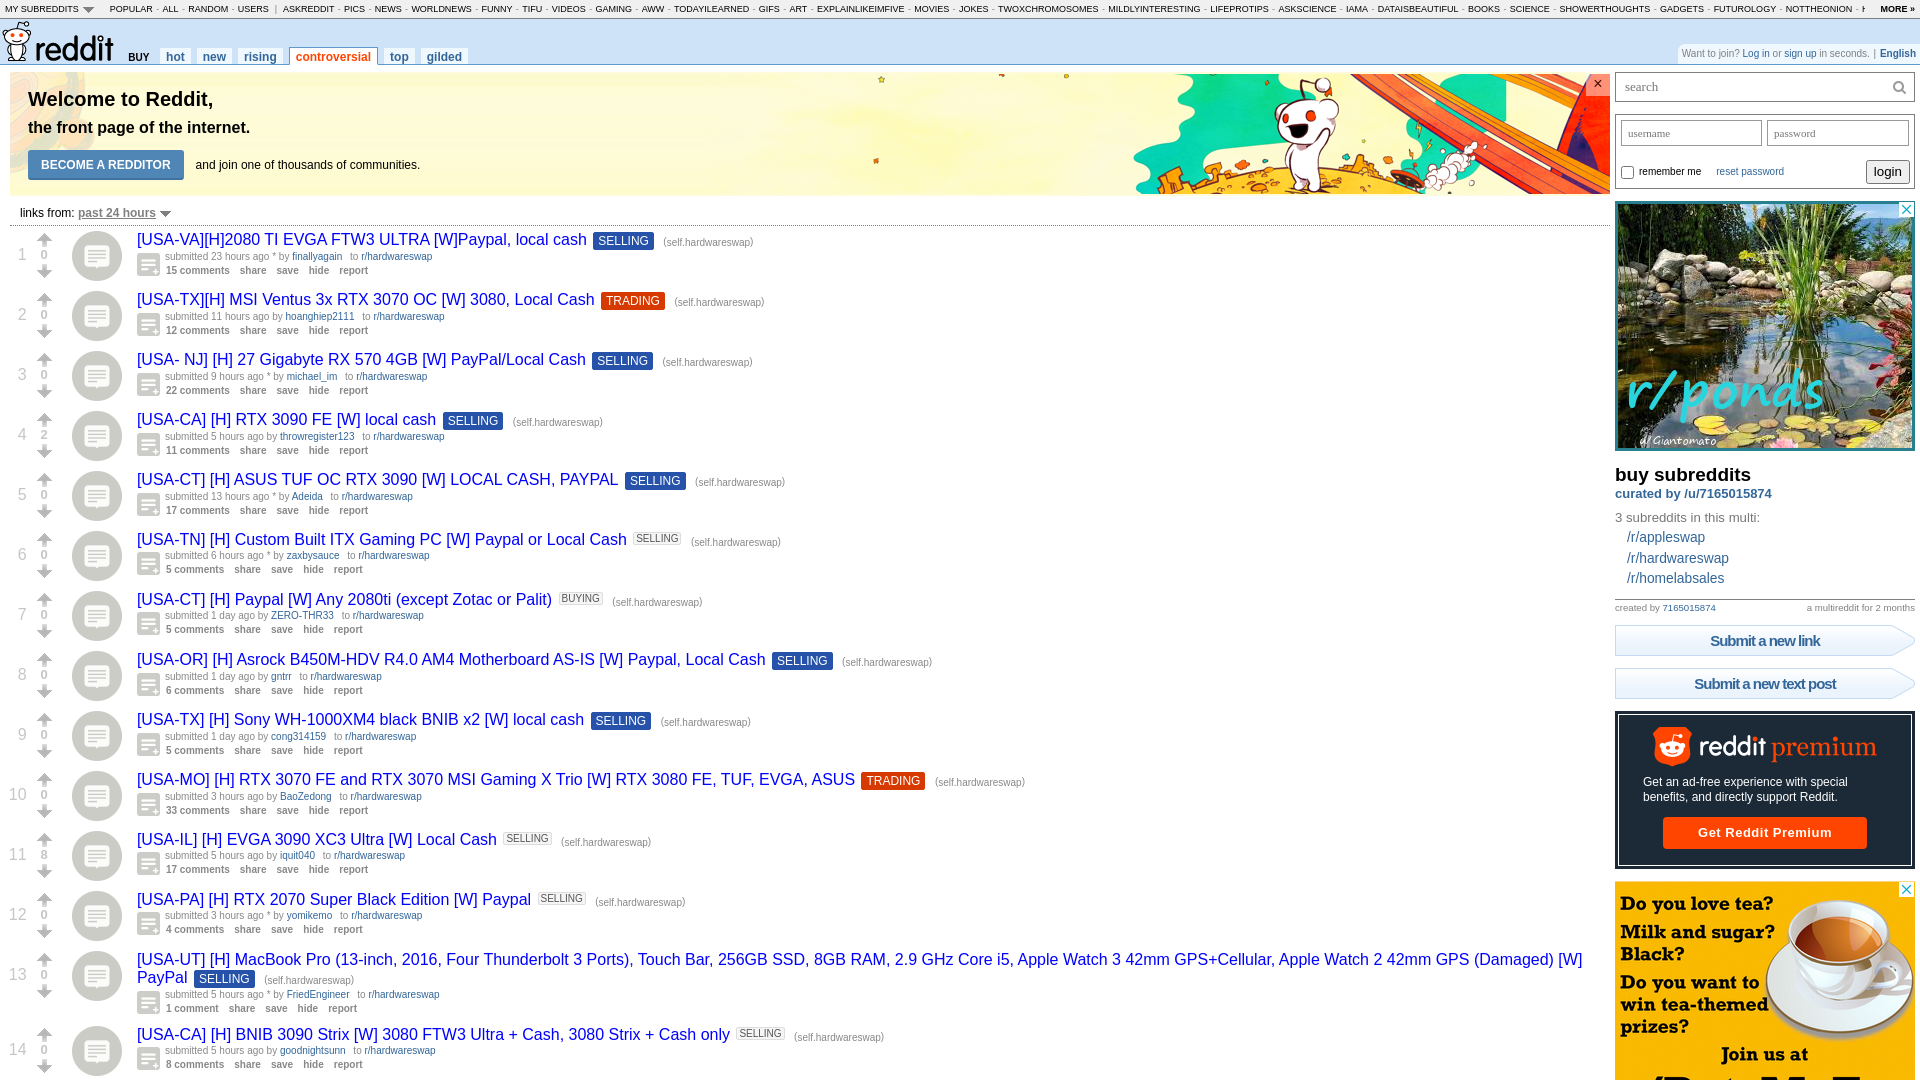 MY SUBREDDITS POPULAR - ALL - RANDOM - USERS | ASKREDDIT - PICS - NEWS - WORLDNEWS - FUNNY - TIFU - VIDEOS - GAMING - AWW - TODAYILEARNED - GIFS - ART - EXPLAINLIKEIMFIVE - MOVIES - JOKES - TWOXCHROMOSOMES - MILDLYINTERESTING - LIFEPROTIPS - ASKSCIENCE - IAMA - DATAISBEAUTIFUL - BOOKS - SCIENCE - SHOWERTHOUGHTS - GADGETS - FUTUROLOGY - NOTTHEONION - MORE »
reddit BUY hot new rising controversial top gilded
Want to join? Log in or sign up in seconds. | English
Welcome to Reddit,
the front page of the internet.
BECOME A REDDITOR and join one of thousands of communities.
×
links from: past 24 hours
1 0 [USA-VA][H]2080 TI EVGA FTW3 ULTRA [W]Paypal, local cash SELLING (self.hardwareswap)
submitted 23 hours ago * by finallyagain to r/hardwareswap
15 comments share save hide report
2 0 [USA-TX][H] MSI Ventus 3x RTX 3070 OC [W] 3080, Local Cash TRADING (self.hardwareswap)
submitted 11 hours ago by hoanghiep2111 to r/hardwareswap
12 comments share save hide report
3 0 [USA- NJ] [H] 27 Gigabyte RX 570 4GB [W] PayPal/Local Cash SELLING (self.hardwareswap)
submitted 9 hours ago * by michael_im to r/hardwareswap
22 comments share save hide report
4 2 [USA-CA] [H] RTX 3090 FE [W] local cash SELLING (self.hardwareswap)
submitted 5 hours ago by throwregister123 to r/hardwareswap
11 comments share save hide report
5 0 [USA-CT] [H] ASUS TUF OC RTX 3090 [W] LOCAL CASH, PAYPAL SELLING (self.hardwareswap)
submitted 13 hours ago * by Adeida to r/hardwareswap
17 comments share save hide report
6 0 [USA-TN] [H] Custom Built ITX Gaming PC [W] Paypal or Local Cash SELLING (self.hardwareswap)
submitted 6 hours ago * by zaxbysauce to r/hardwareswap
5 comments share save hide report
7 0 [USA-CT] [H] Paypal [W] Any 2080ti (except Zotac or Palit) BUYING (self.hardwareswap)
submitted 1 day ago by ZERO-THR33 to r/hardwareswap
5 comments share save hide report
8 0 [USA-OR] [H] Asrock B450M-HDV R4.0 AM4 Motherboard AS-IS [W] Paypal, Local Cash SELLING (self.hardwareswap)
submitted 1 day ago by gntrr to r/hardwareswap
6 comments share save hide report
9 0 [USA-TX] [H] Sony WH-1000XM4 black BNIB x2 [W] local cash SELLING (self.hardwareswap)
submitted 1 day ago by cong314159 to r/hardwareswap
5 comments share save hide report
10 0 [USA-MO] [H] RTX 3070 FE and RTX 3070 MSI Gaming X Trio [W] RTX 3080 FE, TUF, EVGA, ASUS TRADING (self.hardwareswap)
submitted 3 hours ago by BaoZedong to r/hardwareswap
33 comments share save hide report
11 8 [USA-IL] [H] EVGA 3090 XC3 Ultra [W] Local Cash SELLING (self.hardwareswap)
submitted 5 hours ago by iquit040 to r/hardwareswap
17 comments share save hide report
12 0 [USA-PA] [H] RTX 2070 Super Black Edition [W] Paypal SELLING (self.hardwareswap)
submitted 3 hours ago * by yomikemo to r/hardwareswap
4 comments share save hide report
13 0 [USA-UT] [H] MacBook Pro (13-inch, 2016, Four Thunderbolt 3 Ports), Touch Bar, 256GB SSD, 8GB RAM, 2.9 GHz Core i5, Apple Watch 3 42mm GPS+Cellular, Apple Watch 2 42mm GPS (Damaged) [W]
PayPal SELLING (self.hardwareswap)
submitted 5 hours ago * by FriedEngineer to r/hardwareswap
1 comment share save hide report
14 0 [USA-CA] [H] BNIB 3090 Strix [W] 3080 FTW3 Ultra + Cash, 3080 Strix + Cash only SELLING (self.hardwareswap)
submitted 5 hours ago by goodnightsunn to r/hardwareswap
8 comments share save hide report
search
username password
remember me reset password login
r/ponds
u/Giantomato
buy subreddits
curated by /u/7165015874
3 subreddits in this multi:
/r/appleswap
/r/hardwareswap
/r/homelabsales
created by 7165015874 a multireddit for 2 months
Submit a new link
Submit a new text post
reddit premium
Get an ad-free experience with special
benefits, and directly support Reddit.
Get Reddit Premium
Do you love tea?
Milk and sugar?
Black?
Do you want to
win tea-themed
prizes?
Join us at